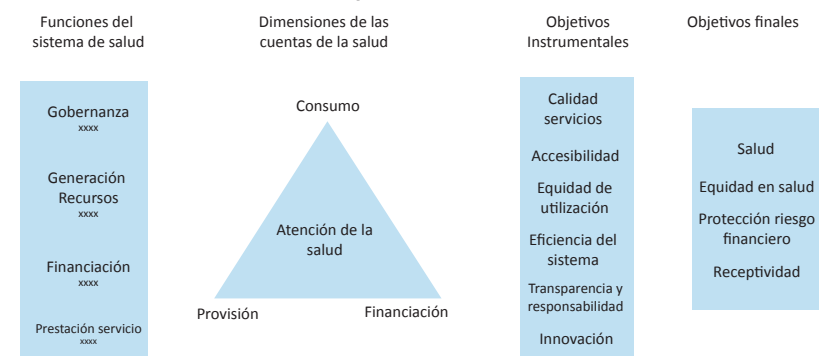 Funciones del
sistema de salud
Dimensiones de las
cuentas de la salud
Objetivos
Instrumentales
Objetivos finales
Gobernanza
xxxx
Generación
Recursos
xxxx
Financiación
xxxx
Prestación servicio
xxxx
Consumo
Atención de la
salud
Provisión
Financiación
Calidad
servicios
Accesibilidad
Equidad de
utilización
Eficiencia del
sistema
Transparencia y
responsabilidad
Innovación
Salud
Equidad en salud
Protección riesgo
financiero
Receptividad